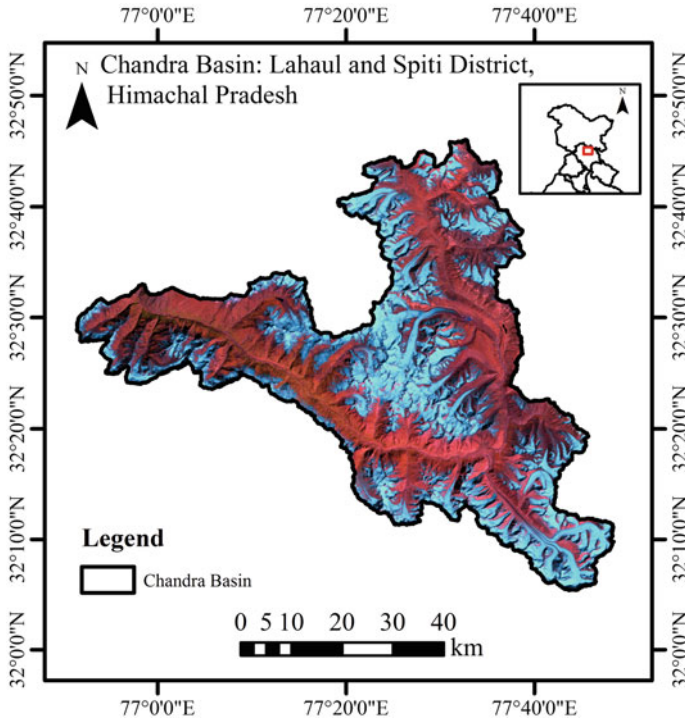 77°0'0"E 77°20'0"E 77°40'0"E
N Chandra Basin: Lahaul and Spiti District,
Himachal Pradesh
N
32°50'0"N 32°50'0"N
32°40'0"N 32°40'0"N
32°30'0"N 32°30'0"N
32°20'0"N 32°20'0"N
32°10'0"N 32°10'0"N
32°0'0"N 32°0'0"N
Legend
Chandra Basin
0 5 10 20 30 40
km
77°0'0"E 77°20'0"E 77°40'0"E